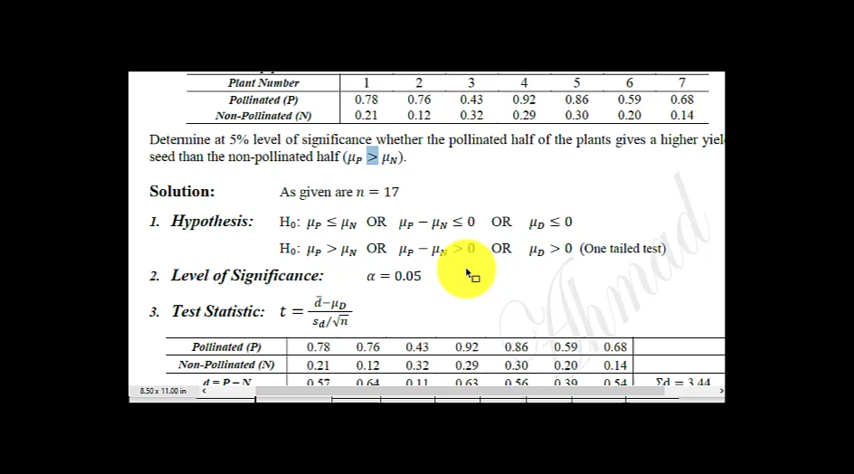 Plant Number 1 2 3 4 5 6 7
Pollinated (P) 0.78 0.76 0.43 0.92 0.86 0.59 0.68
Non-Pollinated (N) 0.21 0.12 0.32 0.29 0.30 0.20 0.14
Determine at 5% level of significance whether the pollinated half of the plants gives a higher yiel
seed than the non-pollinated half (μP > μN).
Solution: As given are n = 17
1. Hypothesis: H₀: μP ≤ μN OR μP − μN ≤ 0 OR μD ≤ 0
H₀: μP > μN OR μP − μN > 0 OR μD > 0 (One tailed test)
2. Level of Significance: α = 0.05
3. Test Statistic: t = (d̄−μD)/(sd/√n)
Pollinated (P) 0.78 0.76 0.43 0.92 0.86 0.59 0.68
Non-Pollinated (N) 0.21 0.12 0.32 0.29 0.30 0.20 0.14
d = P − N 0.57 0.64 0.11 0.63 0.56 0.39 0.54 Σd = 3.44
8.50 x 11.00 in
Ahmad